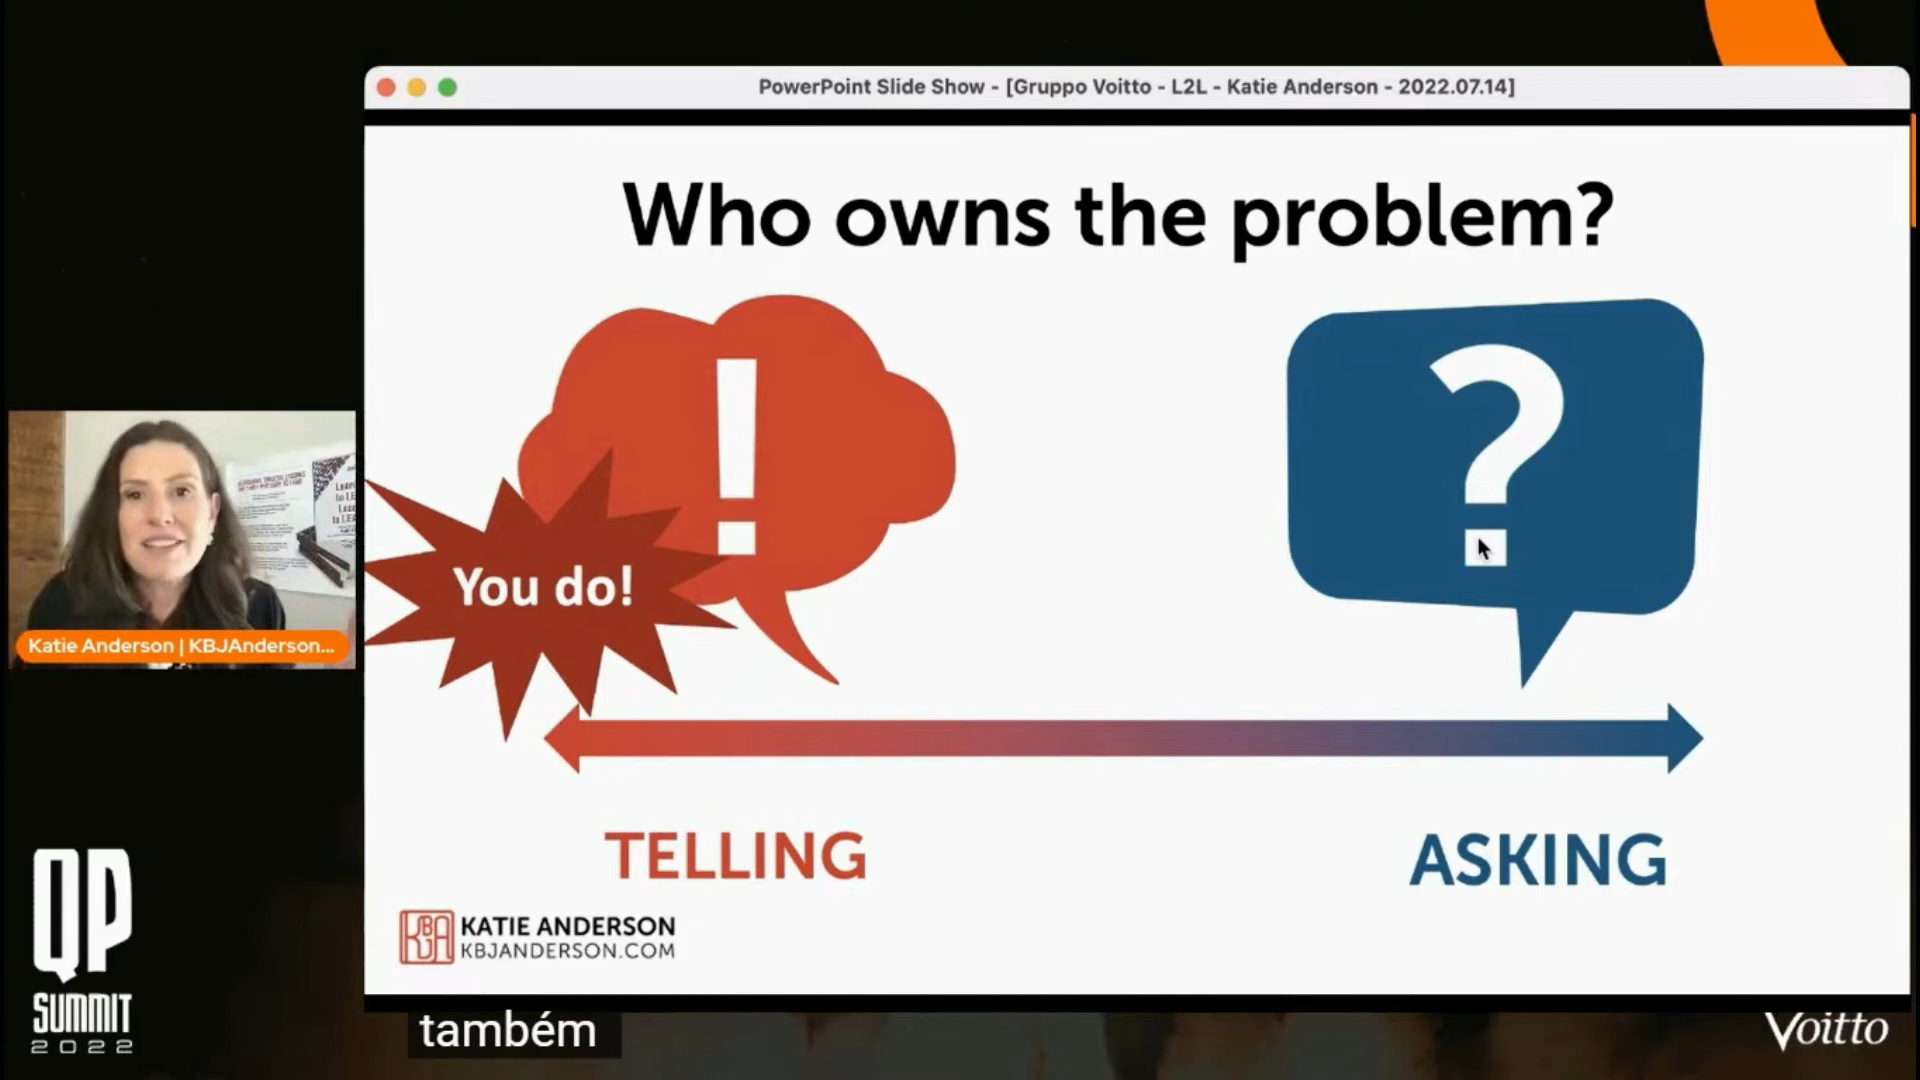 PowerPoint Slide Show - [Gruppo Voitto - L2L - Katie Anderson - 2022.07.14]
Who owns the problem?
!
?
You do!
TELLING
ASKING
KATIE ANDERSON
KBJANDERSON.COM
Katie Anderson | KBJAnderson...
QP
SUMMIT
2022
também
Voitto